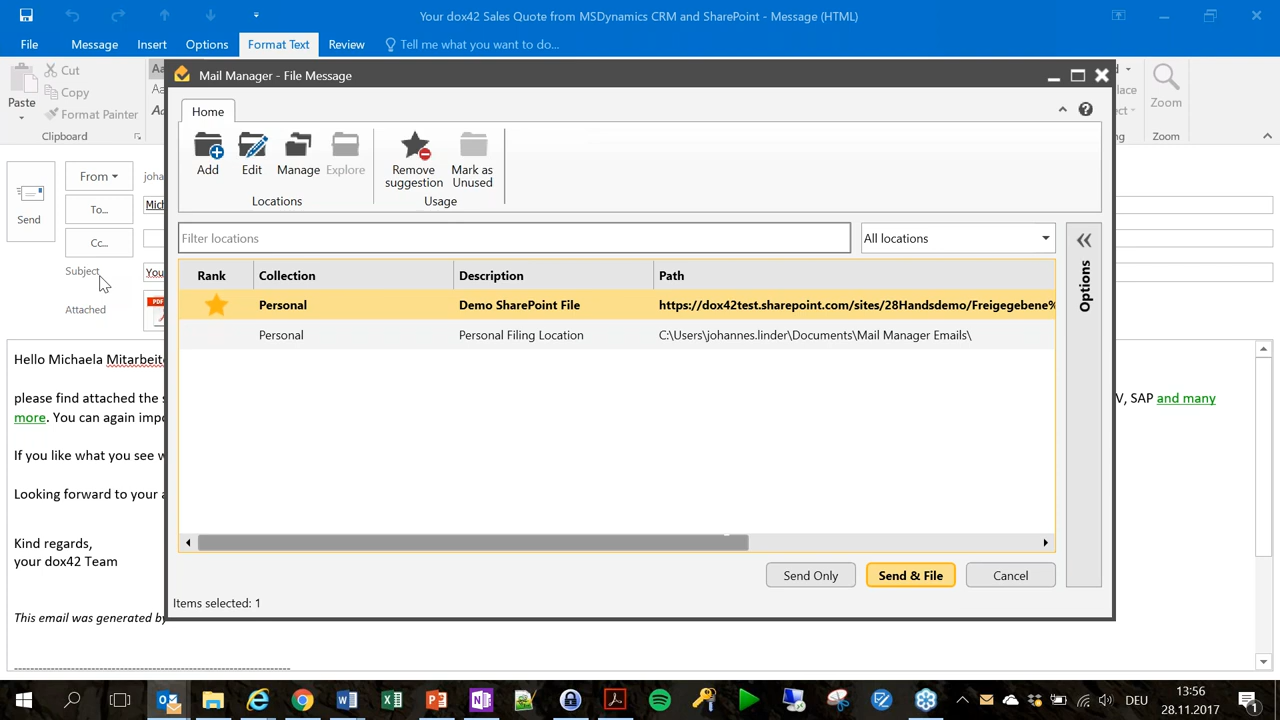 Your dox42 Sales Quote from MSDynamics CRM and SharePoint - Message (HTML)
File Message Insert Options Format Text Review Tell me what you want to do...
Paste
Cut
Copy
Format Painter
Clipboard
Zoom
Zoom
Mail Manager - File Message
Home
Add Edit Manage Explore Remove suggestion Mark as Unused
Locations Usage
Filter locations All locations
Options
Rank Collection Description Path
Personal Demo SharePoint File https://dox42test.sharepoint.com/sites/28Handsdemo/Freigegebene%
Personal Personal Filing Location C:\Users\johannes.linder\Documents\Mail Manager Emails\
Send Only Send & File Cancel
Items selected: 1
Send
From joha
To... Mich
Cc...
Subject You
Attached PDF
Hello Michaela Mitarbeite
please find attached the s V, SAP and many
more. You can again impo
If you like what you see w
Looking forward to your a
Kind regards,
your dox42 Team
This email was generated by
----------------------------------------------------------------
DEU 13:56
28.11.2017
1